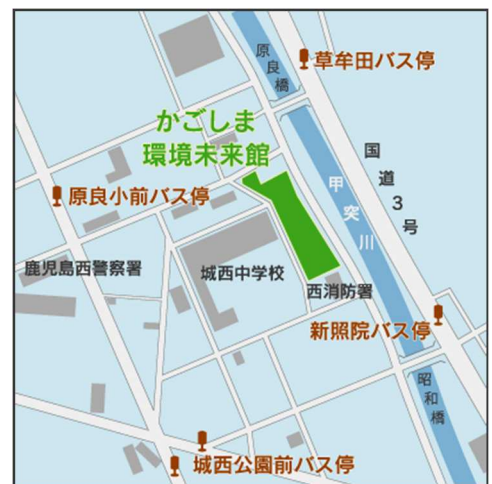 原良橋
草牟田バス停
かごしま
環境未来館
国道3号
原良小前バス停
甲突川
鹿児島西警察署
城西中学校
西消防署
新照院バス停
昭和橋
城西公園前バス停